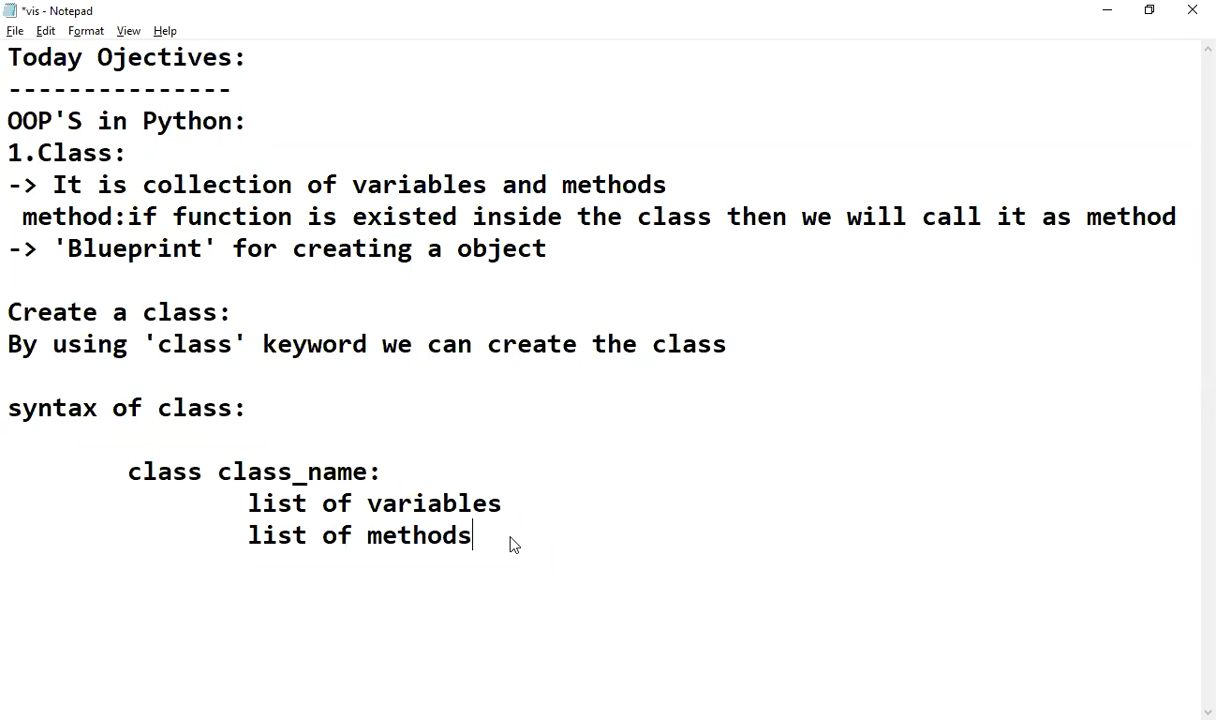 *vis - Notepad
File Edit Format View Help
Today Ojectives:
---------------
OOP'S in Python:
1.Class:
-> It is collection of variables and methods
method:if function is existed inside the class then we will call it as method
-> 'Blueprint' for creating a object
Create a class:
By using 'class' keyword we can create the class
syntax of class:
class class_name:
list of variables
list of methods